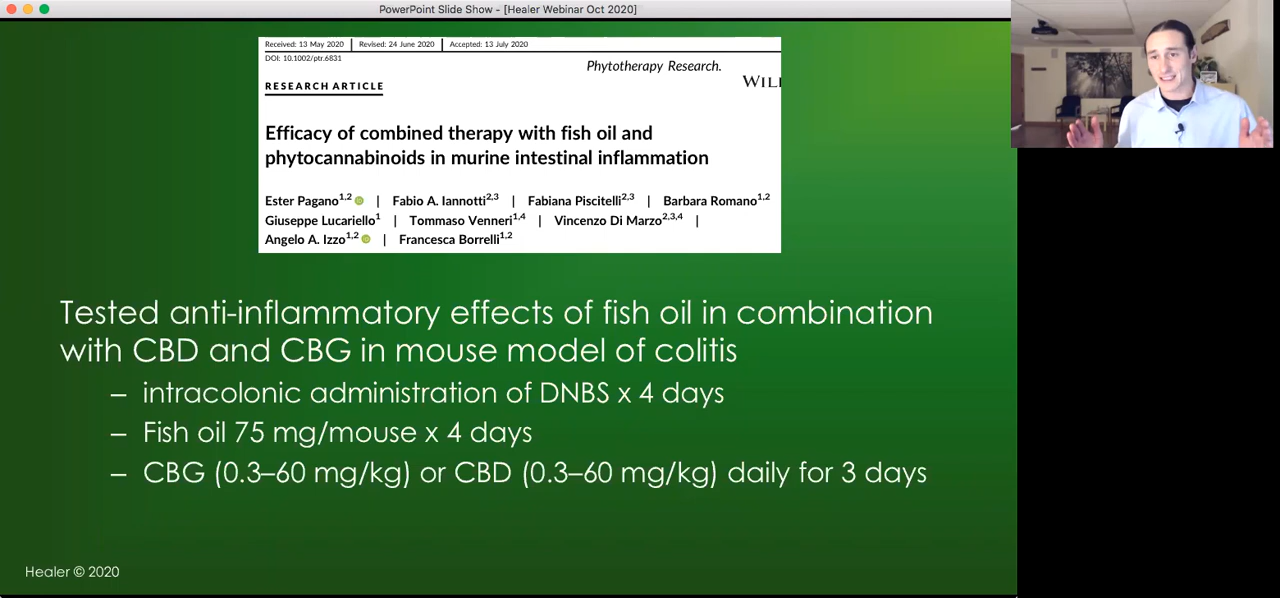 PowerPoint Slide Show - [Healer Webinar Oct 2020]
Received: 13 May 2020 | Revised: 24 June 2020 | Accepted: 13 July 2020
DOI: 10.1002/ptr.6831
Phytotherapy Research.
WIL
RESEARCH ARTICLE
Efficacy of combined therapy with fish oil and
phytocannabinoids in murine intestinal inflammation
Ester Pagano1,2 | Fabio A. Iannotti2,3 | Fabiana Piscitelli2,3 | Barbara Romano1,2
Giuseppe Lucariello1 | Tommaso Venneri1,4 | Vincenzo Di Marzo2,3,4 |
Angelo A. Izzo1,2 | Francesca Borrelli1,2
Tested anti-inflammatory effects of fish oil in combination
with CBD and CBG in mouse model of colitis
– intracolonic administration of DNBS x 4 days
– Fish oil 75 mg/mouse x 4 days
– CBG (0.3–60 mg/kg) or CBD (0.3–60 mg/kg) daily for 3 days
Healer © 2020